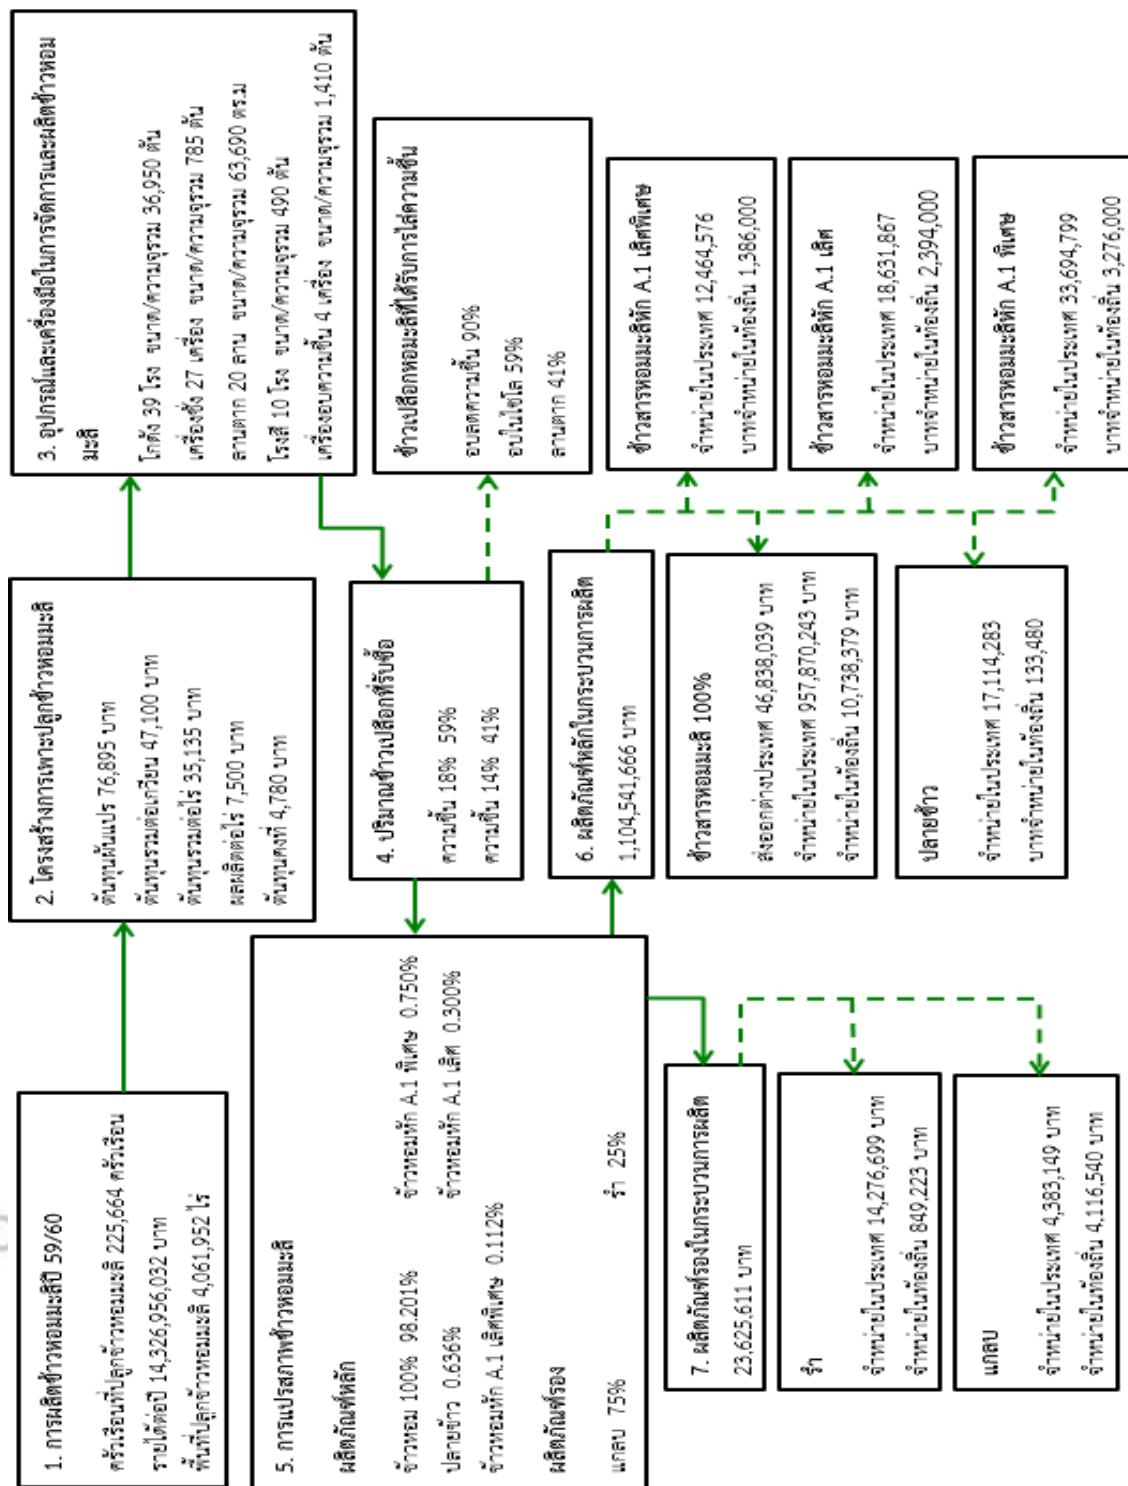 1. การผลิตข้าวหอมมะลิปี 59/60
ครัวเรือนที่ปลูกข้าวหอมมะลิ 225,664 ครัวเรือน
รายได้ต่อปี 14,326,956,032 บาท
พื้นที่ปลูกข้าวหอมมะลิ 4,061,952 ไร่
2. โครงสร้างการเพาะปลูกข้าวหอมมะลิ
ต้นทุนผันแปร 76,895 บาท
ต้นทุนรวมต่อเกวียน 47,100 บาท
ต้นทุนรวมต่อไร่ 35,135 บาท
ผลผลิตต่อไร่ 7,500 บาท
ต้นทุนคงที่ 4,780 บาท
3. อุปกรณ์และเครื่องมือในการจัดการและผลิตข้าวหอม
มะลิ
โกดัง 39 โรง ขนาด/ความจุรวม 36,950 ตัน
เครื่องชั่ง 27 เครื่อง ขนาด/ความจุรวม 785 ตัน
ลานตาก 20 ลาน ขนาด/ความจุรวม 63,690 ตร.ม
โรงสี 10 โรง ขนาด/ความจุรวม 490 ตัน
เครื่องอบความชื้น 4 เครื่อง ขนาด/ความจุรวม 1,410 ตัน
4. ปริมาณข้าวเปลือกที่รับซื้อ
ความชื้น 18% 59%
ความชื้น 14% 41%
ข้าวเปลือกหอมะลิที่ได้รับการไล่ความชื้น
อบลดความชื้น 90%
อบในไซโล 59%
ลานตาก 41%
5. การแปรสภาพข้าวหอมมะลิ
ผลิตภัณฑ์หลัก
ข้าวหอม 100% 98.201% ข้าวหอมหัก A.1 พิเศษ 0.750%
ปลายข้าว 0.636% ข้าวหอมหัก A.1 เลิศ 0.300%
ข้าวหอมหัก A.1 เลิศพิเศษ 0.112%
ผลิตภัณฑ์รอง
แกลบ 75% รำ 25%
6. ผลิตภัณฑ์หลักในกระบวนการผลิต
1,104,541,666 บาท
ข้าวสารหอมมะลิ 100%
ส่งออกต่างประเทศ 46,838,039 บาท
จำหน่ายในประเทศ 957,870,243 บาท
จำหน่ายในท้องถิ่น 10,738,379 บาท
ปลายข้าว
จำหน่ายในประเทศ 17,114,283
บาทจำหน่ายในท้องถิ่น 133,480
ข้าวสารหอมมะลิหัก A.1 เลิศพิเศษ
จำหน่ายในประเทศ 12,464,576
บาทจำหน่ายในท้องถิ่น 1,386,000
ข้าวสารหอมมะลิหัก A.1 เลิศ
จำหน่ายในประเทศ 18,631,867
บาทจำหน่ายในท้องถิ่น 2,394,000
ข้าวสารหอมมะลิหัก A.1 พิเศษ
จำหน่ายในประเทศ 33,694,799
บาทจำหน่ายในท้องถิ่น 3,276,000
7. ผลิตภัณฑ์รองในกระบวนการผลิต
23,625,611 บาท
รำ
จำหน่ายในประเทศ 14,276,699 บาท
จำหน่ายในท้องถิ่น 849,223 บาท
แกลบ
จำหน่ายในประเทศ 4,383,149 บาท
จำหน่ายในท้องถิ่น 4,116,540 บาท